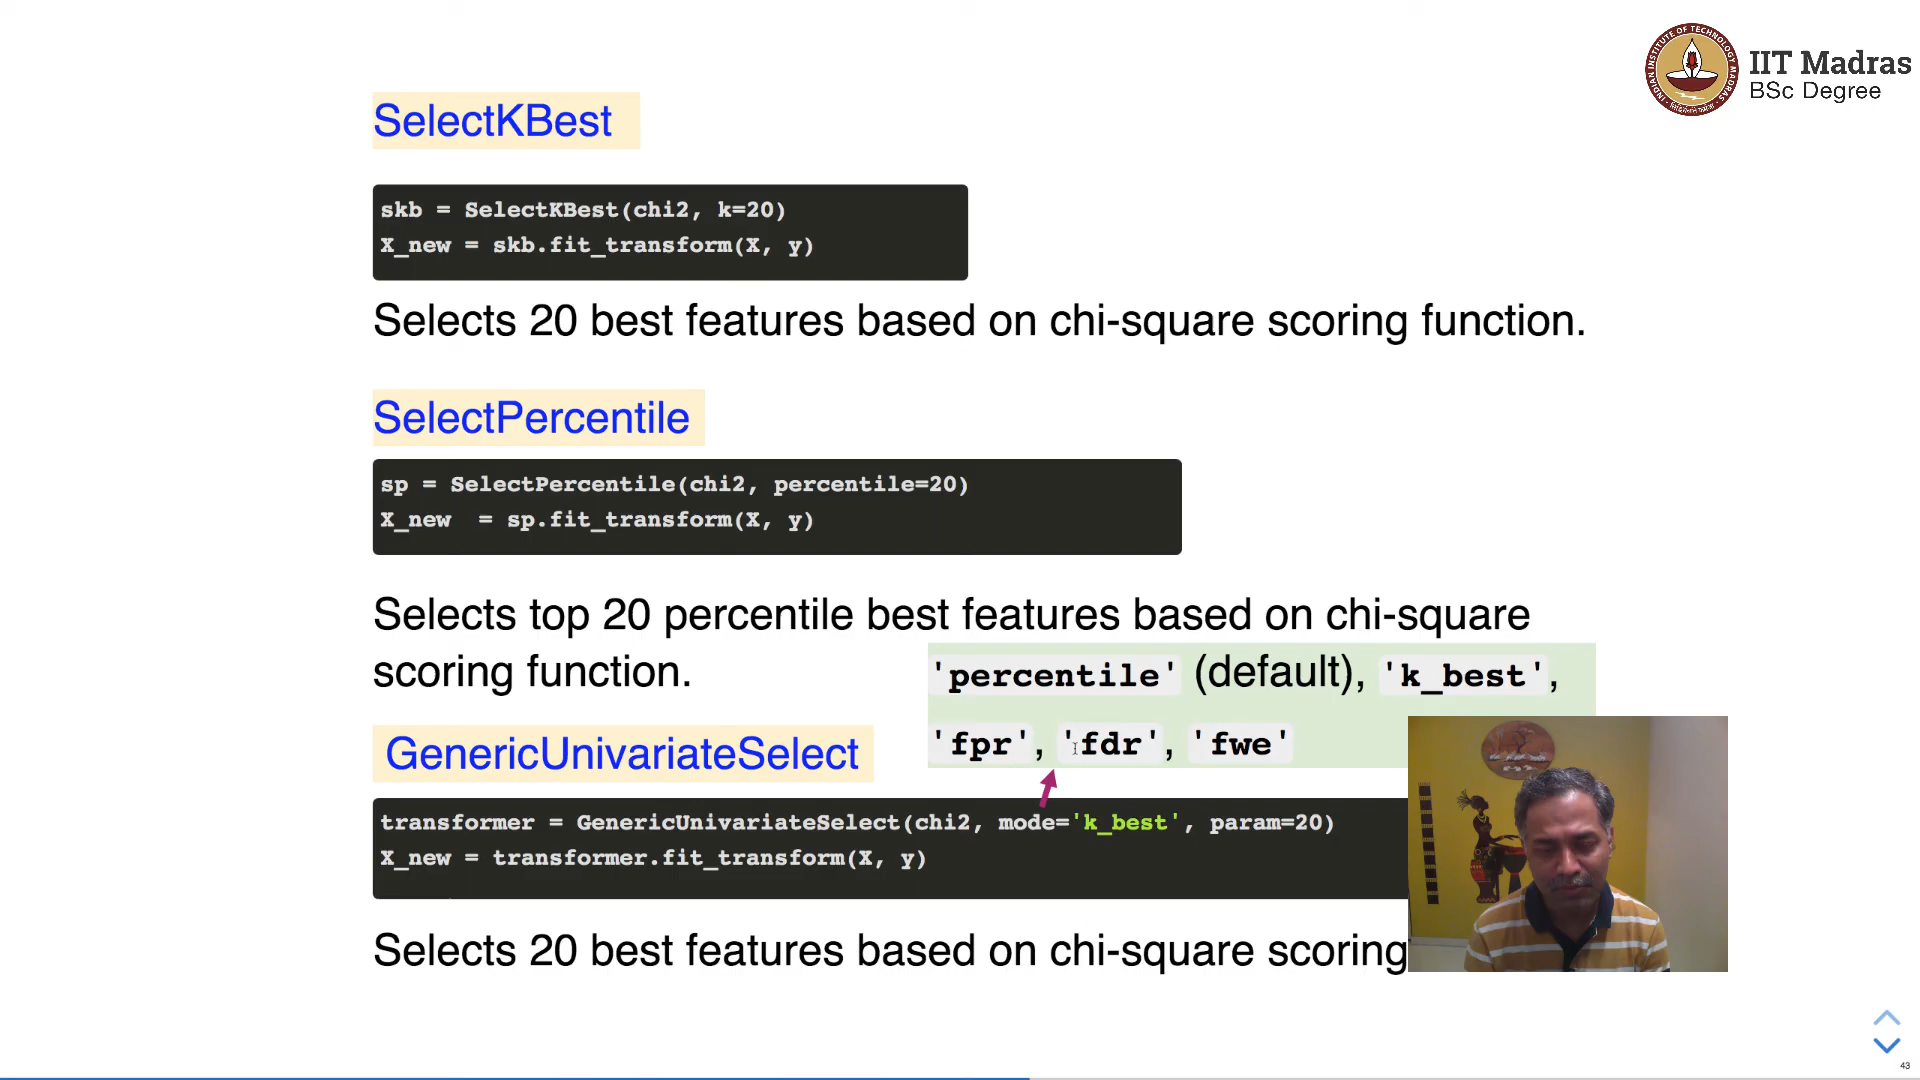 IIT Madras
BSc Degree
SelectKBest
skb = SelectKBest(chi2, k=20)
X_new = skb.fit_transform(X, y)
Selects 20 best features based on chi-square scoring function.
SelectPercentile
sp = SelectPercentile(chi2, percentile=20)
X_new  = sp.fit_transform(X, y)
Selects top 20 percentile best features based on chi-square
scoring function.
'percentile' (default), 'k_best',
'fpr', 'fdr', 'fwe'
GenericUnivariateSelect
transformer = GenericUnivariateSelect(chi2, mode='k_best', param=20)
X_new = transformer.fit_transform(X, y)
Selects 20 best features based on chi-square scoring
43